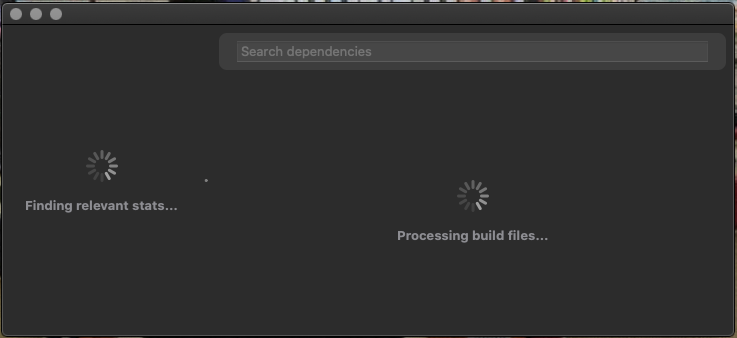 Search dependencies
Finding relevant stats...
Processing build files...